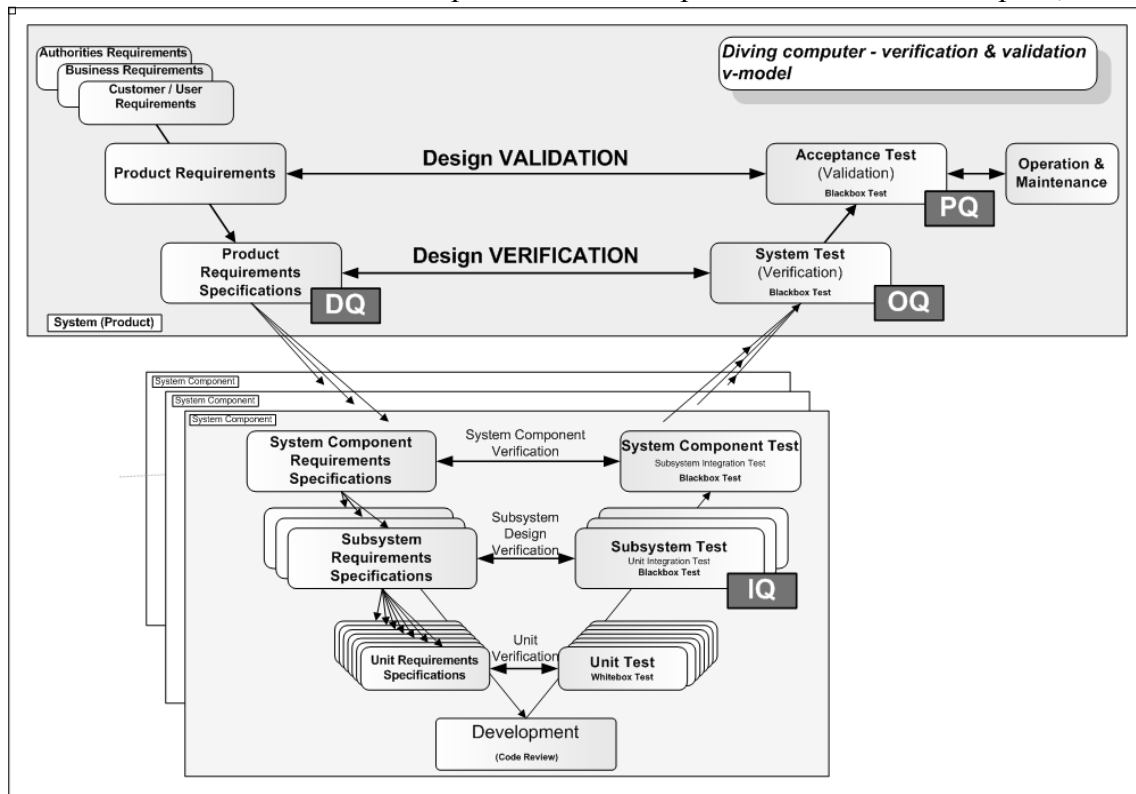 Authorities Requirements
Business Requirements
Customer / User
Requirements
Diving computer - verification & validation
v-model
Product Requirements
Design VALIDATION
Acceptance Test
(Validation)
Blackbox Test
PQ
Operation &
Maintenance
Product
Requirements
Specifications
DQ
Design VERIFICATION
System Test
(Verification)
Blackbox Test
OQ
System (Product)
System Component
System Component
System Component
System Component
Requirements
Specifications
System Component
Verification
System Component Test
Subsystem Integration Test
Blackbox Test
Subsystem
Requirements
Specifications
Subsystem
Design
Verification
Subsystem Test
Unit Integration Test
Blackbox Test
IQ
Unit Requirements
Specifications
Unit
Verification
Unit Test
Whitebox Test
Development
(Code Review)